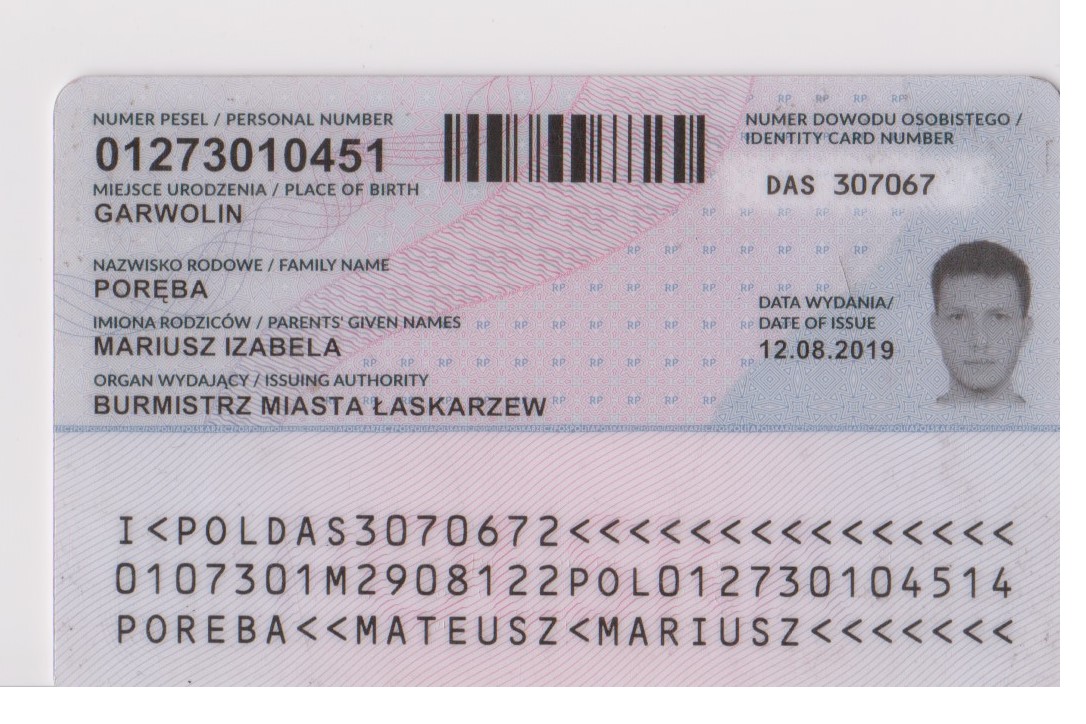 NUMER PESEL / PERSONAL NUMBER
01273010451
MIEJSCE URODZENIA / PLACE OF BIRTH
GARWOLIN
NUMER DOWODU OSOBISTEGO /
IDENTITY CARD NUMBER
DAS 307067
NAZWISKO RODOWE / FAMILY NAME
PORĘBA
IMIONA RODZICÓW / PARENTS' GIVEN NAMES
MARIUSZ IZABELA
DATA WYDANIA/
DATE OF ISSUE
12.08.2019
ORGAN WYDAJĄCY / ISSUING AUTHORITY
BURMISTRZ MIASTA ŁASKARZEW
I<POLDAS3070672<<<<<<<<<<<<<<<
0107301M2908122POL012730104514
POREBA<<MATEUSZ<MARIUSZ<<<<<<<